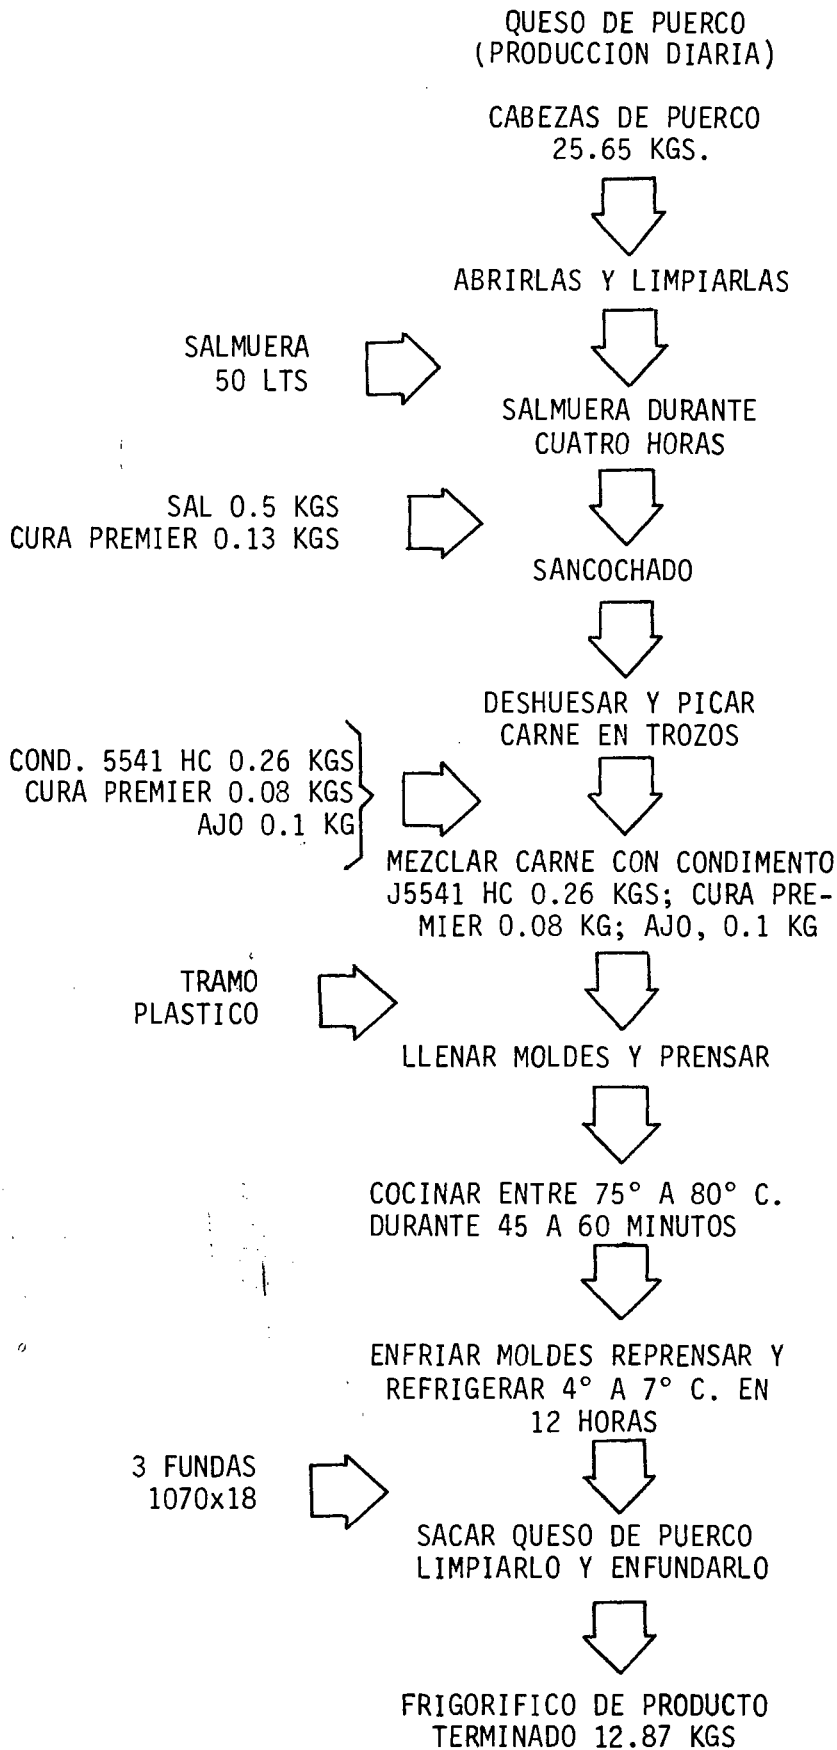 QUESO DE PUERCO
(PRODUCCION DIARIA)
CABEZAS DE PUERCO
25.65 KGS.
ABRIRLAS Y LIMPIARLAS
SALMUERA
50 LTS
SALMUERA DURANTE
CUATRO HORAS
SAL 0.5 KGS
CURA PREMIER 0.13 KGS
SANCOCHADO
DESHUESAR Y PICAR
CARNE EN TROZOS
COND. 5541 HC 0.26 KGS
CURA PREMIER 0.08 KGS
AJO 0.1 KG
MEZCLAR CARNE CON CONDIMENTO
J5541 HC 0.26 KGS; CURA PRE-
MIER 0.08 KG; AJO, 0.1 KG
TRAMO
PLASTICO
LLENAR MOLDES Y PRENSAR
COCINAR ENTRE 75° A 80° C.
DURANTE 45 A 60 MINUTOS
ENFRIAR MOLDES REPRENSAR Y
REFRIGERAR 4° A 7° C. EN
12 HORAS
3 FUNDAS
1070x18
SACAR QUESO DE PUERCO
LIMPIARLO Y ENFUNDARLO
FRIGORIFICO DE PRODUCTO
TERMINADO 12.87 KGS